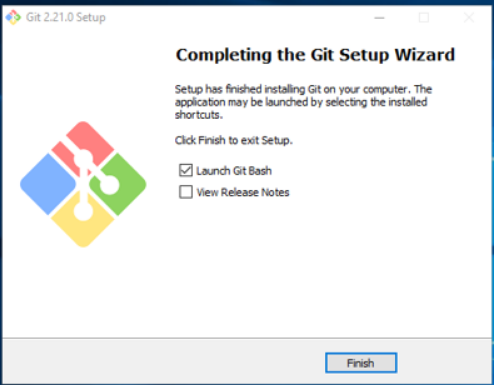 Git 2.21.0 Setup
Completing the Git Setup Wizard
Setup has finished installing Git on your computer. The
application may be launched by selecting the installed
shortcuts.
Click Finish to exit Setup.
Launch Git Bash
View Release Notes
Finish